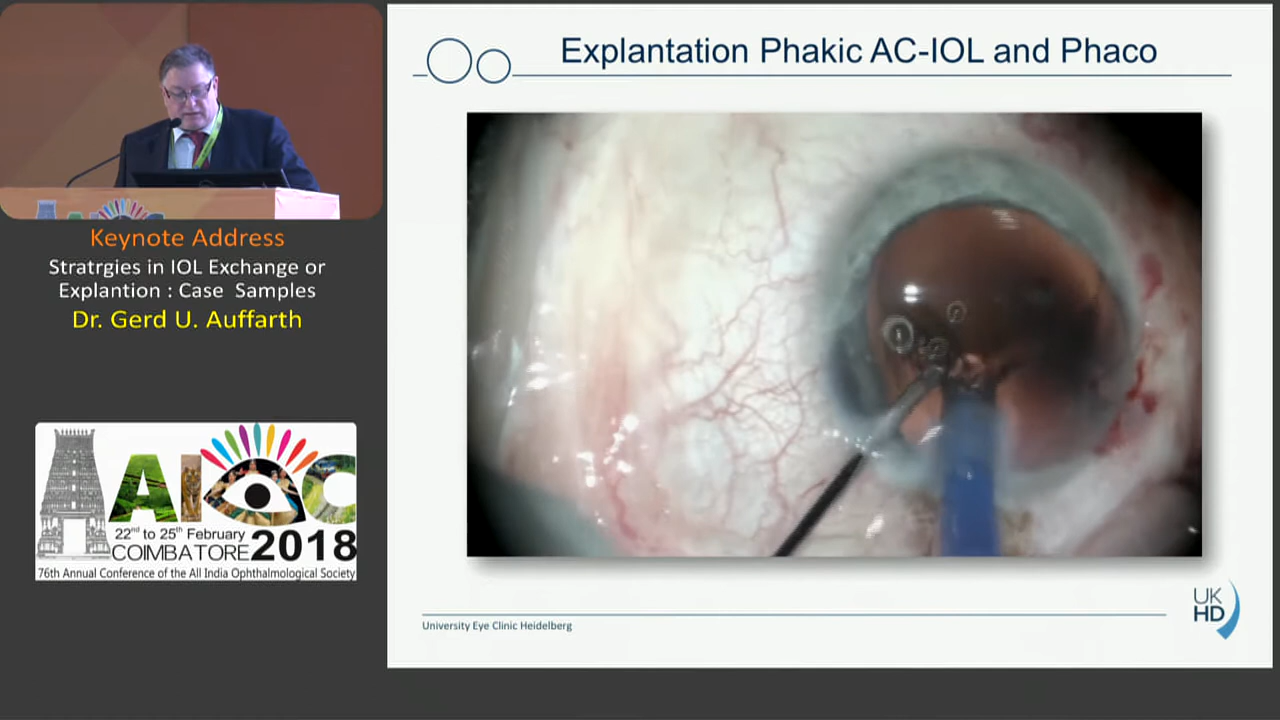 Explantation Phakic AC-IOL and Phaco
Keynote Address
Stratrgies in IOL Exchange or
Explantion : Case Samples
Dr. Gerd U. Auffarth
AIOC
22nd to 25th February
COIMBATORE 2018
76th Annual Conference of the All India Ophthalmological Society
University Eye Clinic Heidelberg
UK
HD